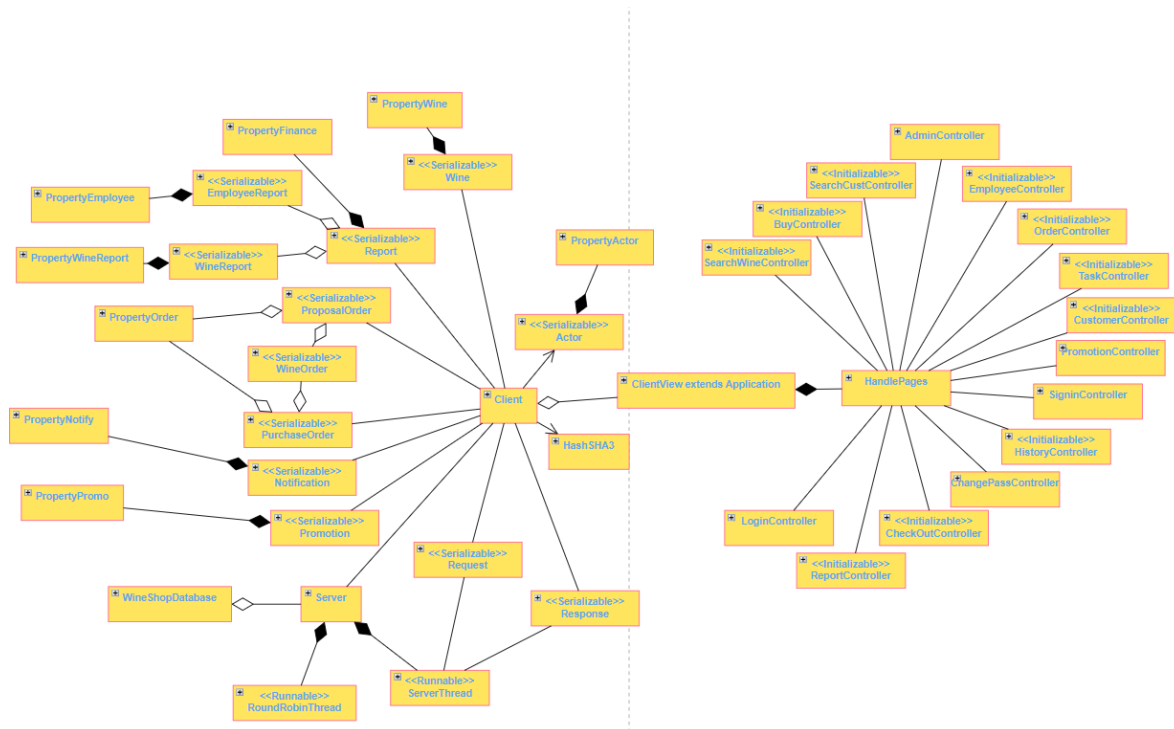 PropertyWine
PropertyFinance
<<Serializable>>
Wine
<<Serializable>>
EmployeeReport
PropertyEmployee
<<Serializable>>
Report
PropertyWineReport
<<Serializable>>
WineReport
PropertyActor
PropertyOrder
<<Serializable>>
ProposalOrder
<<Serializable>>
Actor
<<Serializable>>
WineOrder
Client
ClientView extends Application
PropertyNotify
<<Serializable>>
PurchaseOrder
HashSHA3
<<Serializable>>
Notification
PropertyPromo
<<Serializable>>
Promotion
<<Serializable>>
Request
WineShopDatabase
Server
<<Serializable>>
Response
<<Runnable>>
RoundRobinThread
<<Runnable>>
ServerThread
AdminController
<<Initializable>>
SearchCustController
<<Initializable>>
EmployeeController
<<Initializable>>
BuyController
<<Initializable>>
OrderController
<<Initializable>>
SearchWineController
<<Initializable>>
TaskController
<<Initializable>>
CustomerController
PromotionController
HandlePages
SigninController
<<Initializable>>
HistoryController
ChangePassController
LoginController
<<Initializable>>
CheckOutController
<<Initializable>>
ReportController